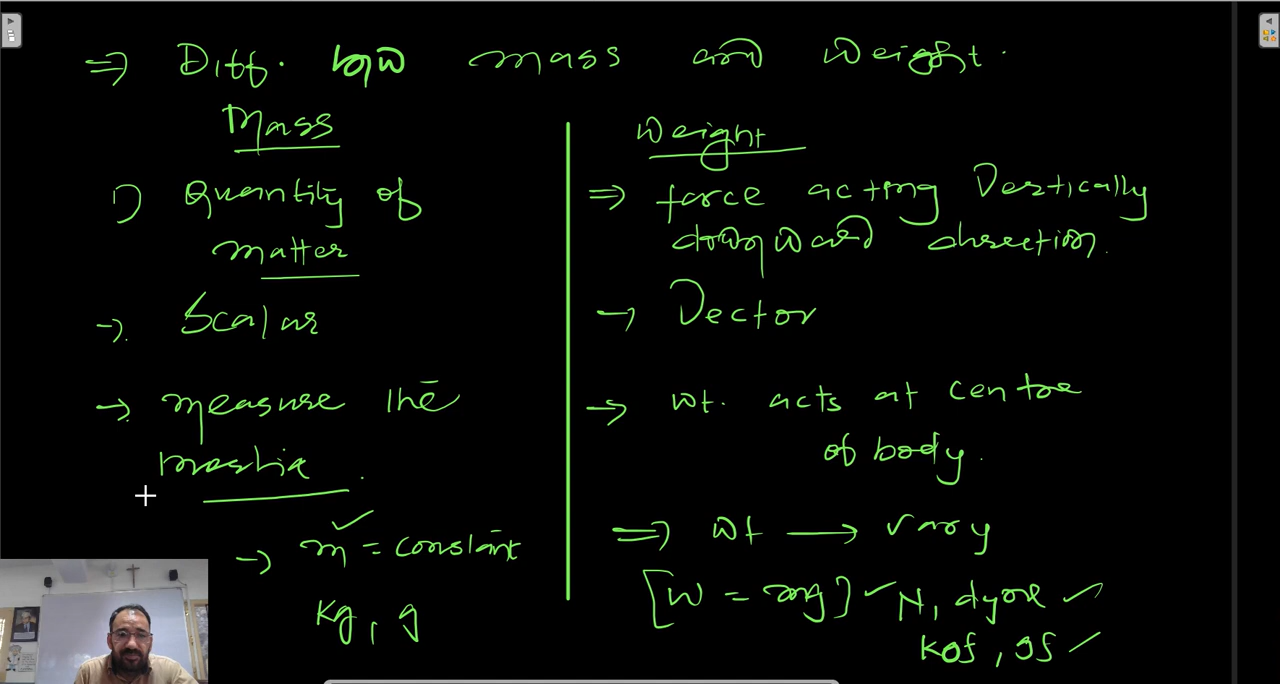 ⇒ Diff. b/w mass and weight.
Mass
1) Quantity of
matter
→ Scalar
→ measure the
inertia.
→ m = constant
kg, g
Weight
⇒ force acting vertically
downward direction.
→ Vector
→ wt. acts at centre
of body.
⇒ wt → vary
[W = mg] ✓ N, dyne ✓
kgf, gf ✓